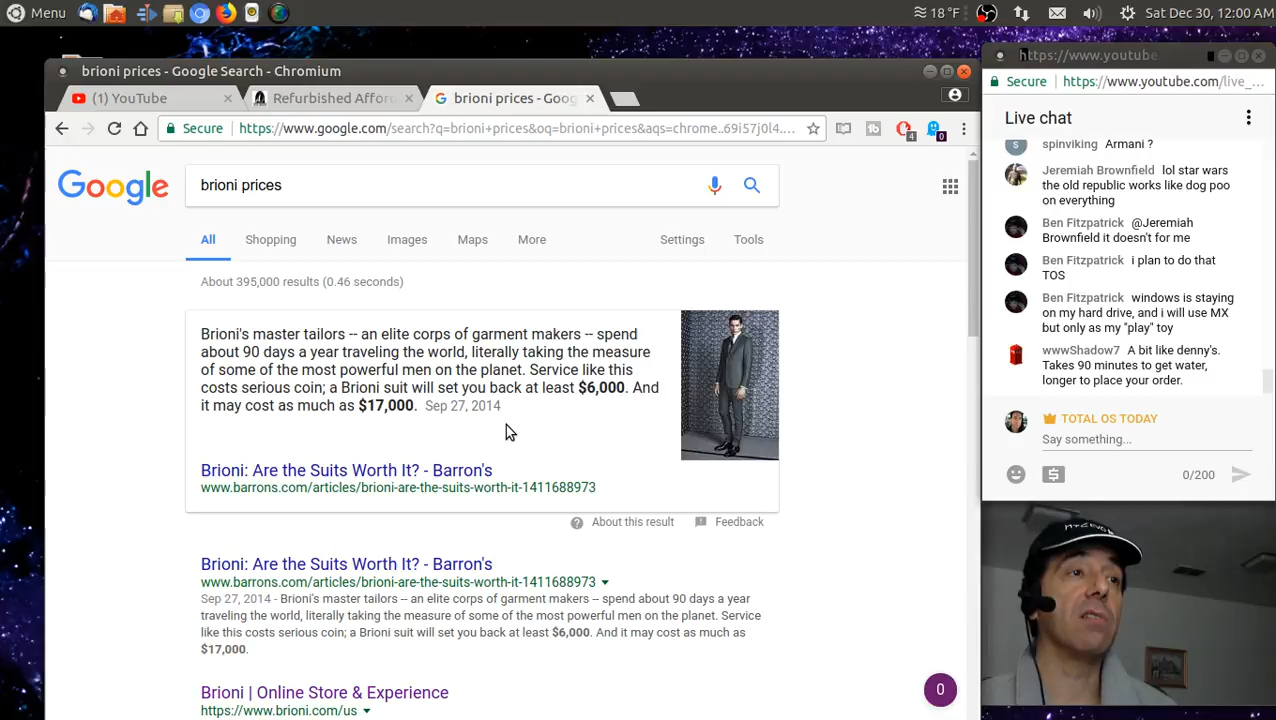 Menu
18 °F
Sat Dec 30, 12:00 AM
brioni prices - Google Search - Chromium
(1) YouTube
Refurbished Affor
brioni prices - Goog
Secure
https://www.google.com/search?q=brioni+prices&oq=brioni+prices&aqs=chrome..69i57j0l4....
4
0
Google
brioni prices
All
Shopping
News
Images
Maps
More
Settings
Tools
About 395,000 results (0.46 seconds)
Brioni's master tailors -- an elite corps of garment makers -- spend
about 90 days a year traveling the world, literally taking the measure
of some of the most powerful men on the planet. Service like this
costs serious coin; a Brioni suit will set you back at least $6,000. And
it may cost as much as $17,000. Sep 27, 2014
Brioni: Are the Suits Worth It? - Barron's
www.barrons.com/articles/brioni-are-the-suits-worth-it-1411688973
About this result
Feedback
Brioni: Are the Suits Worth It? - Barron's
www.barrons.com/articles/brioni-are-the-suits-worth-it-1411688973
Sep 27, 2014 - Brioni's master tailors -- an elite corps of garment makers -- spend about 90 days a year
traveling the world, literally taking the measure of some of the most powerful men on the planet. Service
like this costs serious coin; a Brioni suit will set you back at least $6,000. And it may cost as much as
$17,000.
Brioni | Online Store & Experience
https://www.brioni.com/us
0
https://www.youtube
Secure
https://www.youtube.com/live_...
Live chat
S
spinviking Armani ?
Jeremiah Brownfield lol star wars
the old republic works like dog poo
on everything
Ben Fitzpatrick @Jeremiah
Brownfield it doesn't for me
Ben Fitzpatrick i plan to do that
TOS
Ben Fitzpatrick windows is staying
on my hard drive, and i will use MX
but only as my "play" toy
wwwShadow7 A bit like denny's.
Takes 90 minutes to get water,
longer to place your order.
TOTAL OS TODAY
Say something...
0/200